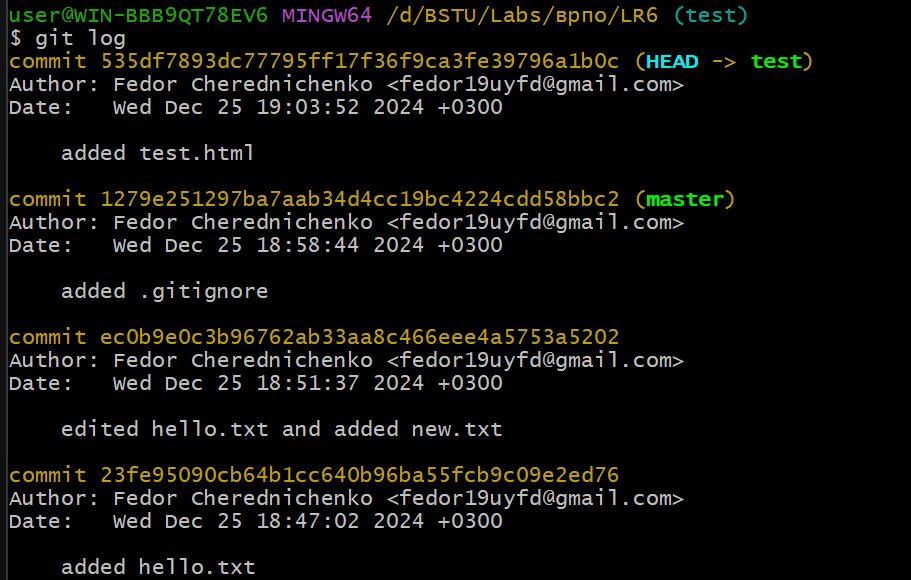 user@WIN-BBB9QT78EV6 MINGW64 /d/BSTU/Labs/врпо/LR6 (test)
$ git log
commit 535df7893dc77795ff17f36f9ca3fe39796a1b0c (HEAD -> test)
Author: Fedor Cherednichenko <fedor19uyfd@gmail.com>
Date:   Wed Dec 25 19:03:52 2024 +0300
    added test.html
commit 1279e251297ba7aab34d4cc19bc4224cdd58bbc2 (master)
Author: Fedor Cherednichenko <fedor19uyfd@gmail.com>
Date:   Wed Dec 25 18:58:44 2024 +0300
    added .gitignore
commit ec0b9e0c3b96762ab33aa8c466eee4a5753a5202
Author: Fedor Cherednichenko <fedor19uyfd@gmail.com>
Date:   Wed Dec 25 18:51:37 2024 +0300
    edited hello.txt and added new.txt
commit 23fe95090cb64b1cc640b96ba55fcb9c09e2ed76
Author: Fedor Cherednichenko <fedor19uyfd@gmail.com>
Date:   Wed Dec 25 18:47:02 2024 +0300
    added hello.txt